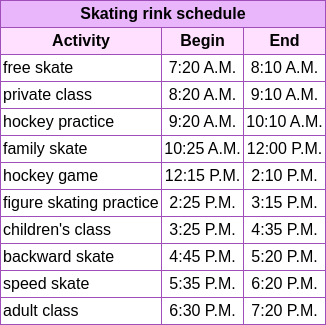 Skating rink schedule
Activity Begin End
free skate 7:20 A.M. 8:10 A.M.
private class 8:20 A.M. 9:10 A.M.
hockey practice 9:20 A.M. 10:10 A.M.
family skate 10:25 A.M. 12:00 P.M.
hockey game 12:15 P.M. 2:10 P.M.
figure skating practice 2:25 P.M. 3:15 P.M.
children's class 3:25 P.M. 4:35 P.M.
backward skate 4:45 P.M. 5:20 P.M.
speed skate 5:35 P.M. 6:20 P.M.
adult class 6:30 P.M. 7:20 P.M.